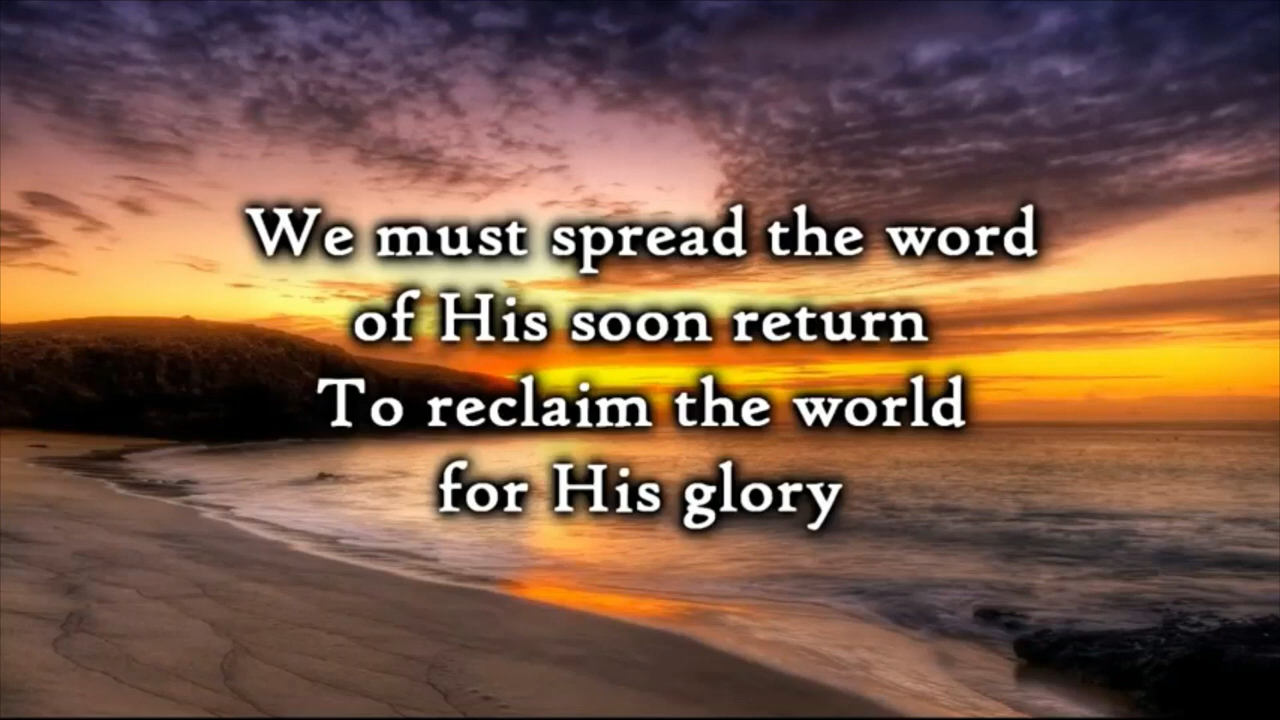 We must spread the word
of His soon return
To reclaim the world
for His glory